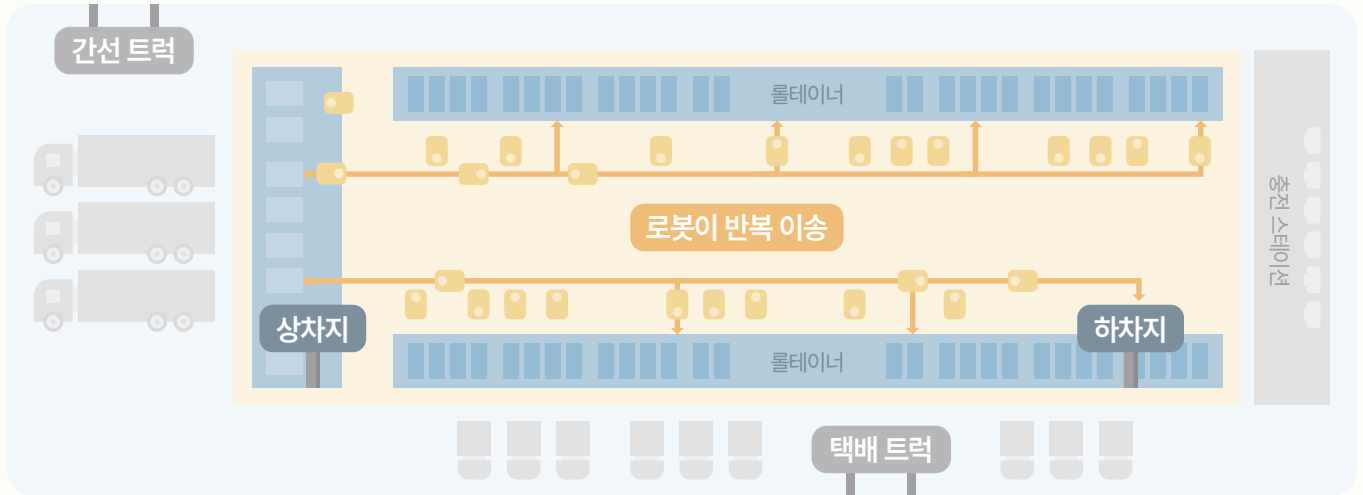 간선 트럭
롤테이너
충전 스테이션
로봇이 반복 이송
상차지
하차지
롤테이너
택배 트럭